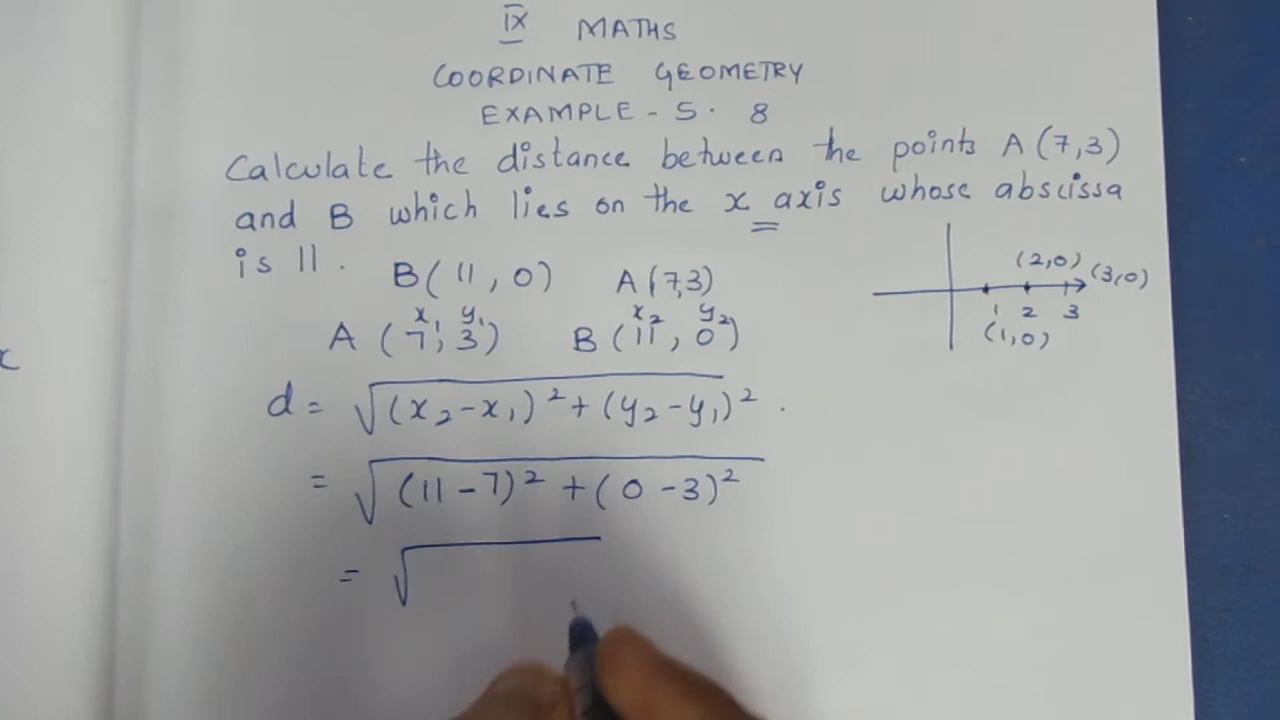 IX MATHS
COORDINATE GEOMETRY
EXAMPLE - 5. 8
Calculate the distance between the points A (7,3)
and B which lies on the x axis whose abscissa
is 11.
B( 11, 0) A (7,3)
x₁ y₁ x₂ y₂
A ( 7, 3 ) B ( 11, 0 )
(2,0) (3,0)
1 2 3
(1,0)
d = √(x₂-x₁)² + (y₂-y₁)².
= √(11-7)² + (0-3)²
= √